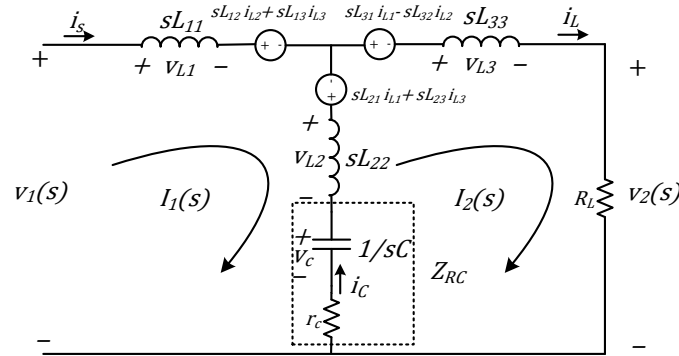 i_s sL_11 sL_12 i_L2 + sL_13 i_L3 sL_31 i_L1 - sL_32 i_L2 sL_33 i_L
+ + - + - + - + - +
v_L1 v_L3
- +
sL_21 i_L1 + sL_23 i_L3
+
v_L2 sL_22
v_1(s) I_1(s) I_2(s) R_L v_2(s)
-
+
v_c 1/sC Z_RC
-
i_C
r_c
- -